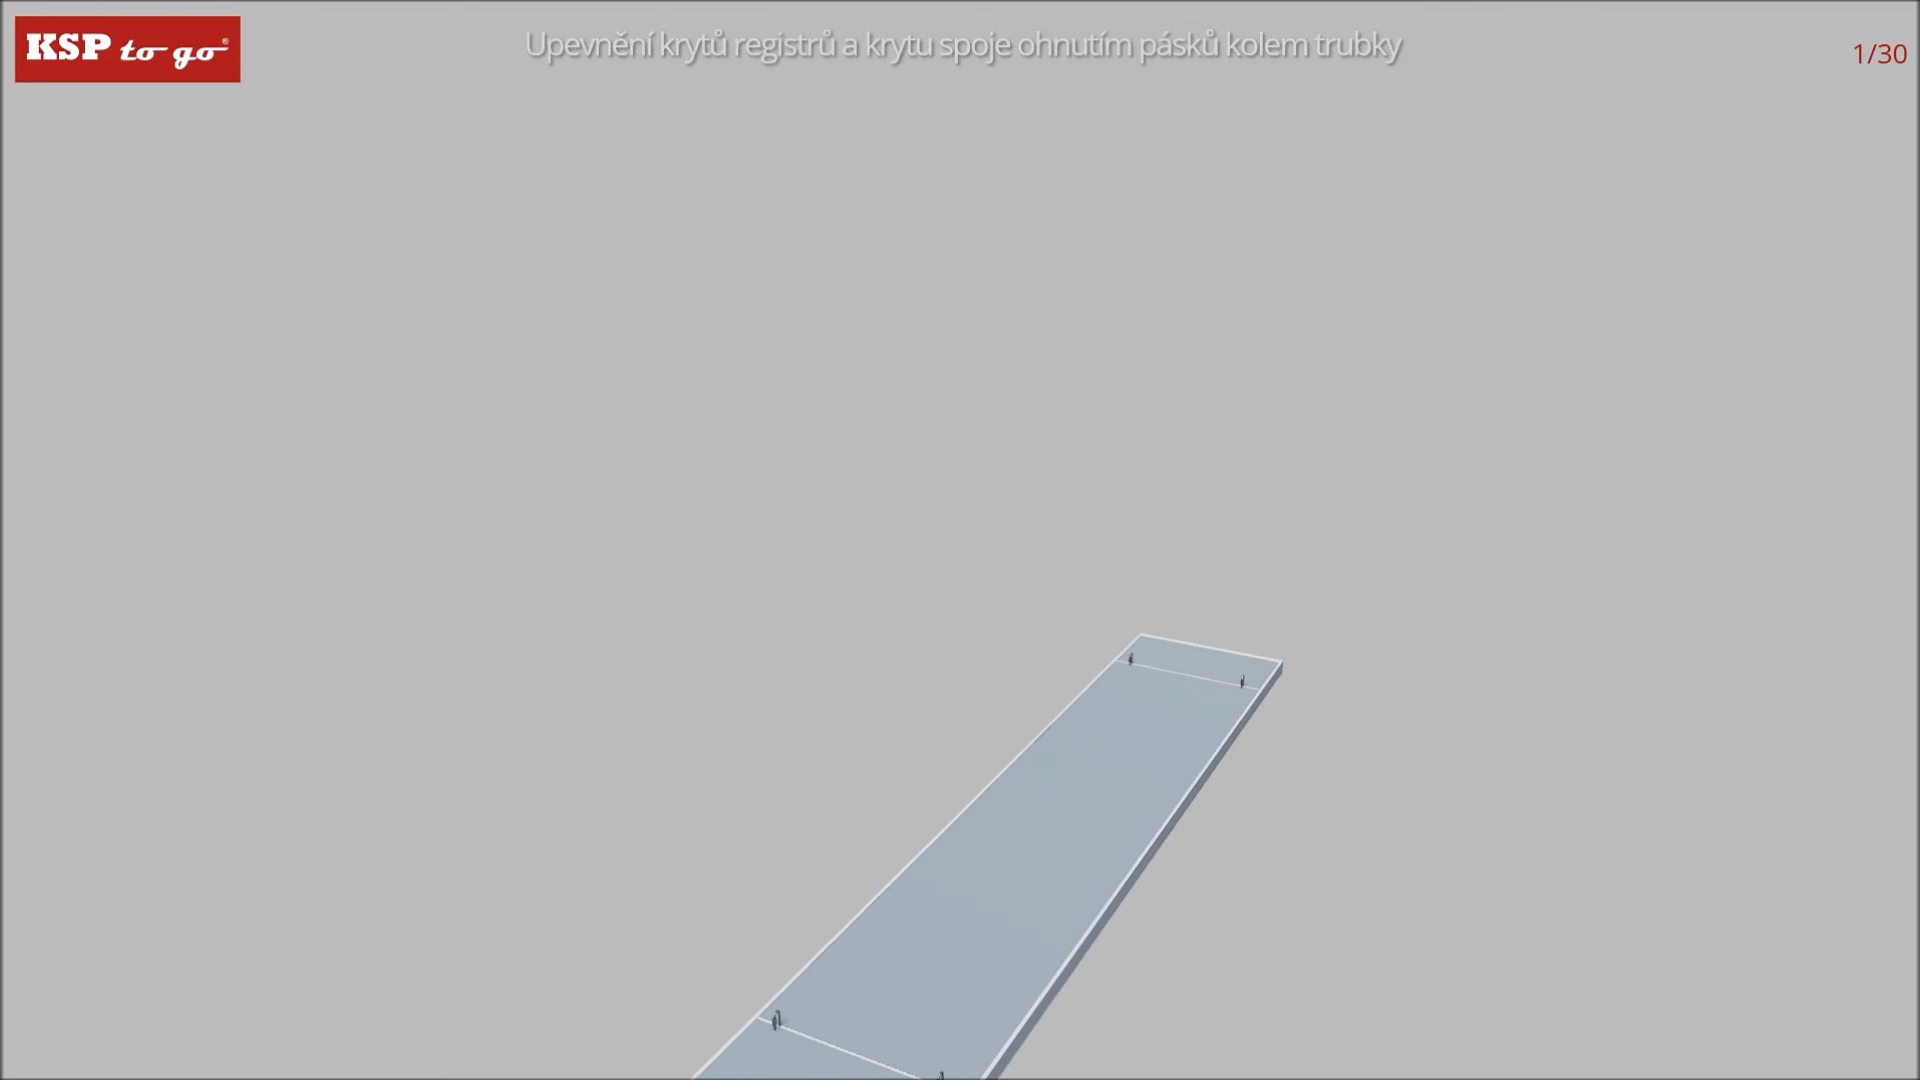 KSP to go®
Upevnění krytů registrů a krytu spoje ohnutím pásků kolem trubky
1/30